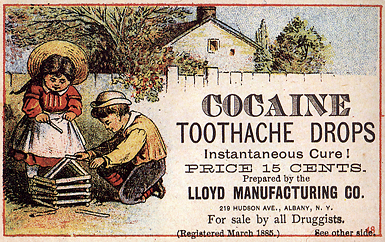 COCAINE
TOOTHACHE DROPS
Instantaneous Cure!
PRICE 15 CENTS.
Prepared by the
LLOYD MANUFACTURING CO.
219 HUDSON AVE., ALBANY, N. Y.
For sale by all Druggists.
(Registered March 1885.) See other side.